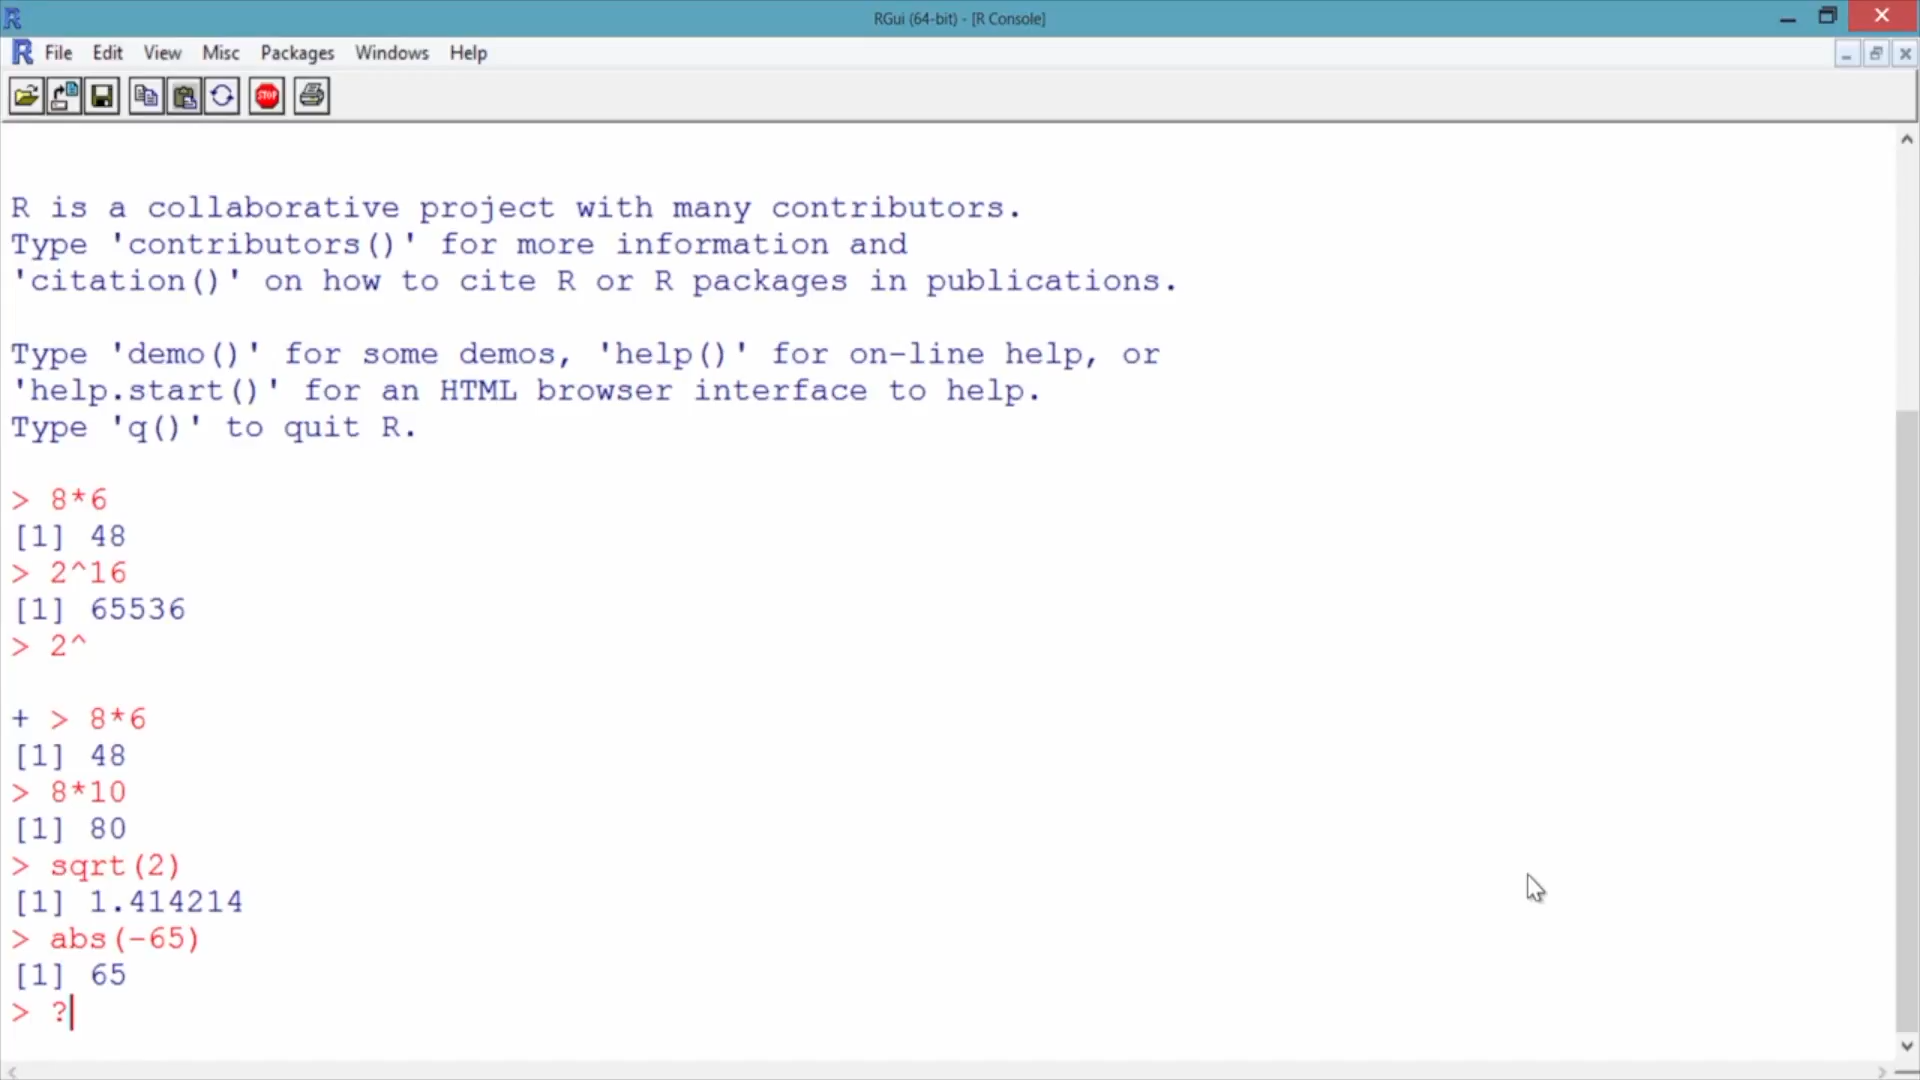 RGui (64-bit) - [R Console]
File Edit View Misc Packages Windows Help
STOP
R is a collaborative project with many contributors.
Type 'contributors()' for more information and
'citation()' on how to cite R or R packages in publications.
Type 'demo()' for some demos, 'help()' for on-line help, or
'help.start()' for an HTML browser interface to help.
Type 'q()' to quit R.
> 8*6
[1] 48
> 2^16
[1] 65536
> 2^
+ > 8*6
[1] 48
> 8*10
[1] 80
> sqrt(2)
[1] 1.414214
> abs(-65)
[1] 65
> ?